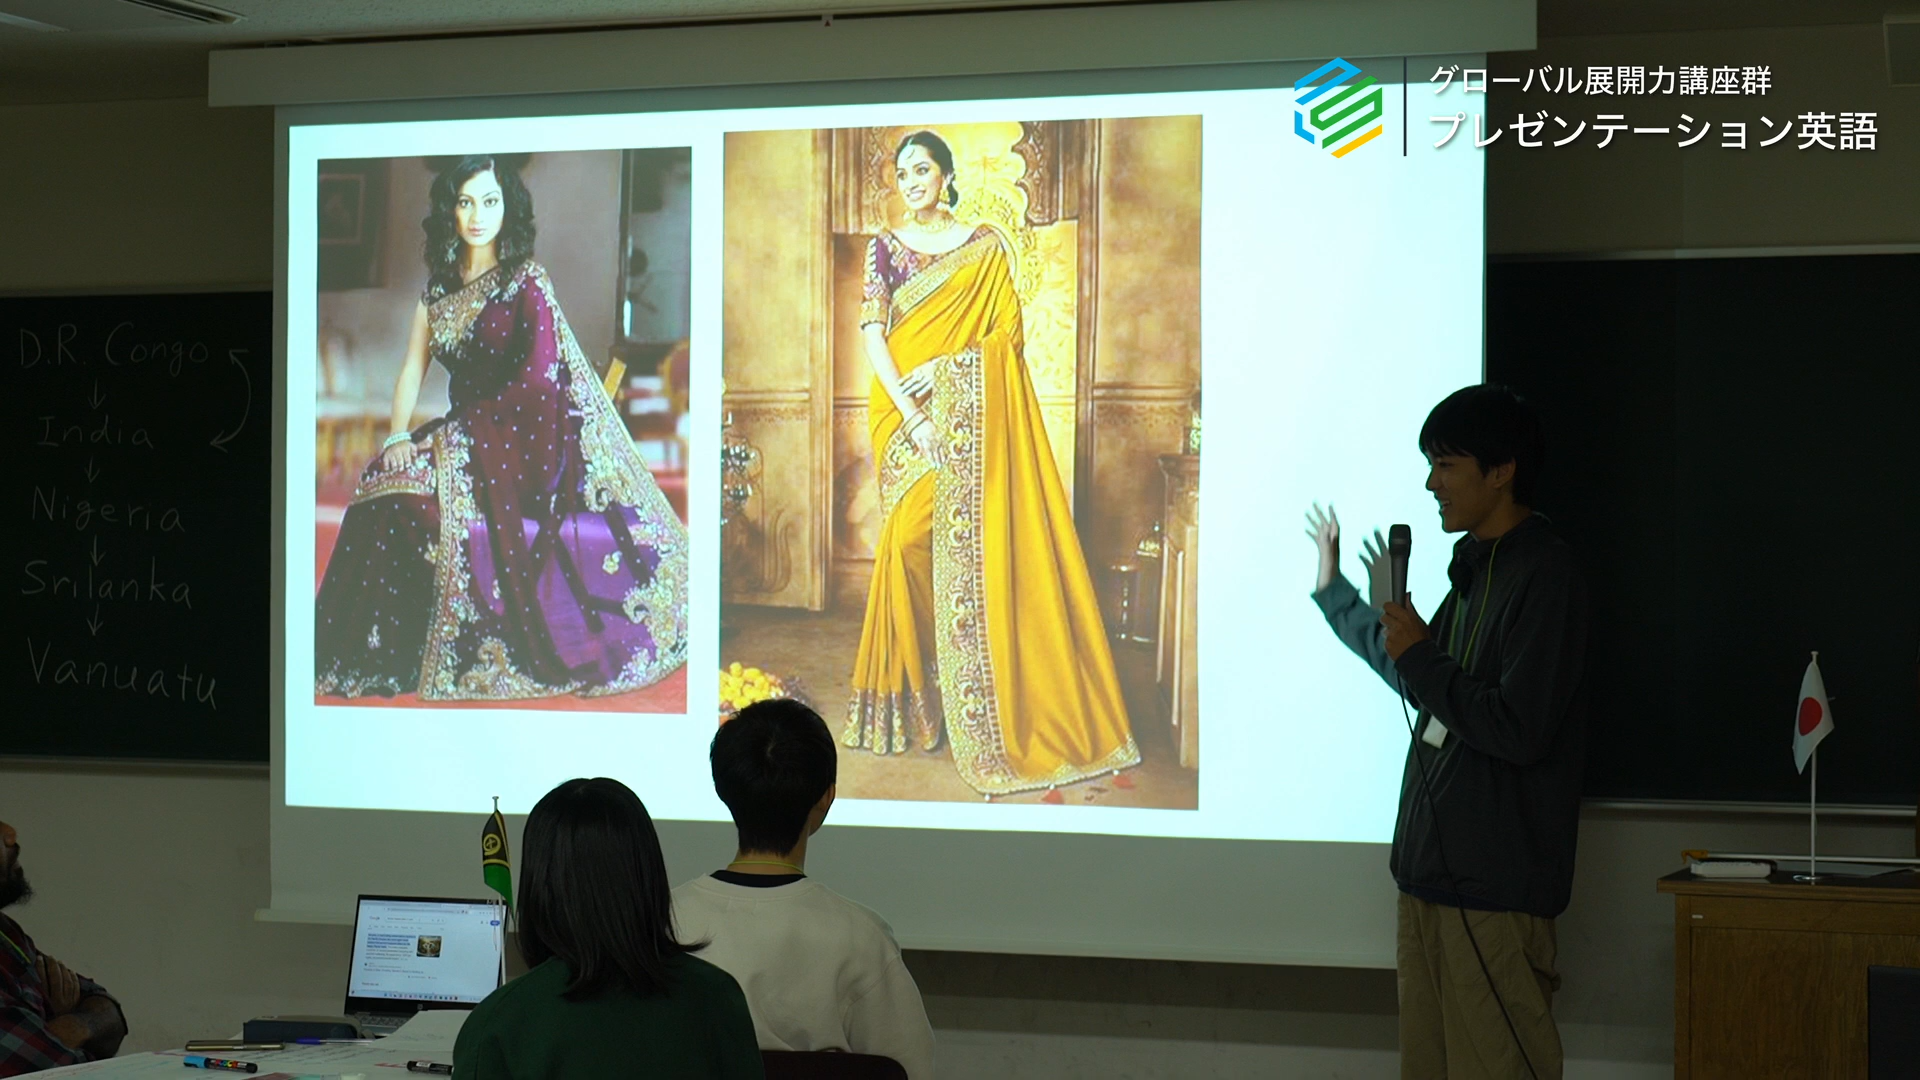 グローバル展開力講座群
プレゼンテーション英語
D.R. Congo
India
Nigeria
Srilanka
Vanuatu